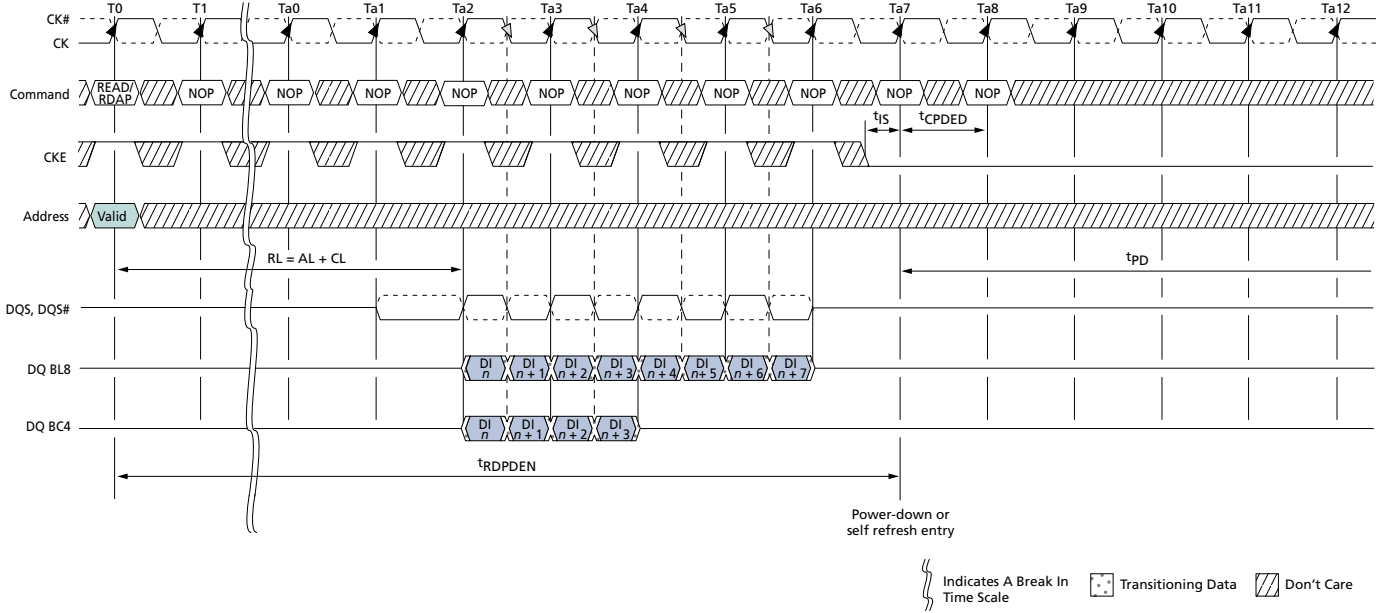 T0 T1 Ta0 Ta1 Ta2 Ta3 Ta4 Ta5 Ta6 Ta7 Ta8 Ta9 Ta10 Ta11 Ta12
CK#
CK
Command READ/ RDAP NOP NOP NOP NOP NOP NOP NOP NOP NOP NOP
tIS tCPDED
CKE
Address Valid
RL = AL + CL tPD
DQS, DQS#
DQ BL8 DI n DI n + 1 DI n + 2 DI n + 3 DI n + 4 DI n+ 5 DI n + 6 DI n + 7
DQ BC4 DI n DI n + 1 DI n + 2 DI n + 3
tRDPDEN
Power-down or
self refresh entry
Indicates A Break In
Time Scale
Transitioning Data
Don't Care